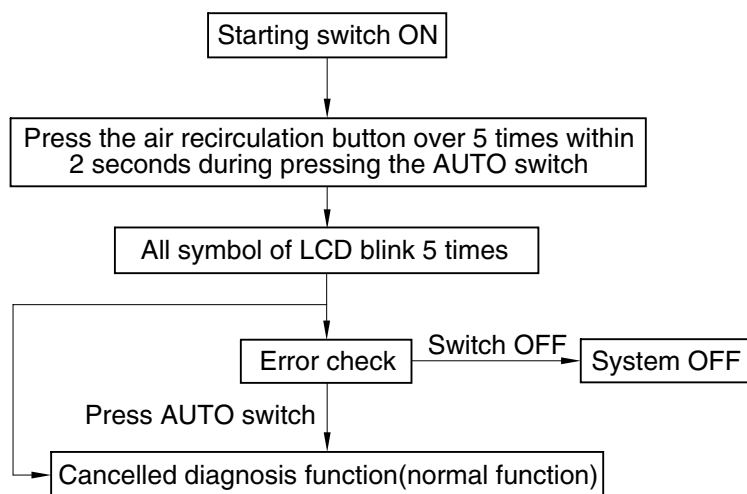 Starting switch ON
Press the air recirculation button over 5 times within
2 seconds during pressing the AUTO switch
All symbol of LCD blink 5 times
Error check
Switch OFF
System OFF
Press AUTO switch
Cancelled diagnosis function(normal function)